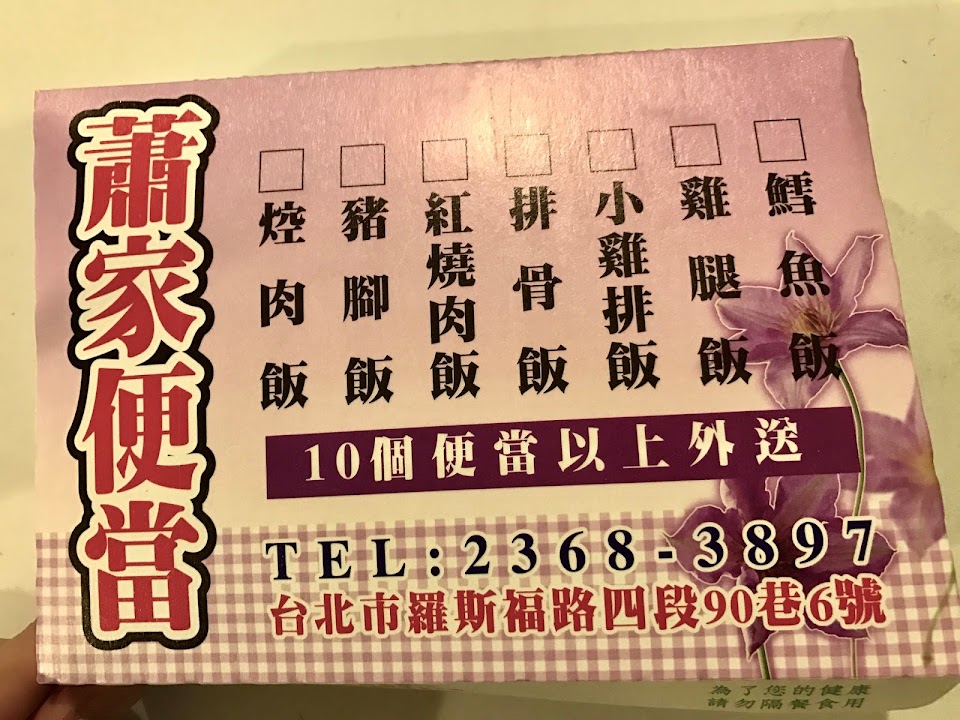 蕭家便當
焢肉飯
豬腳飯
紅燒肉飯
排骨飯
小雞排飯
雞腿飯
鱈魚飯
10個便當以上外送
TEL:2368-3897
台北市羅斯福路四段90巷6號
為了您的健康
請勿隔餐食用